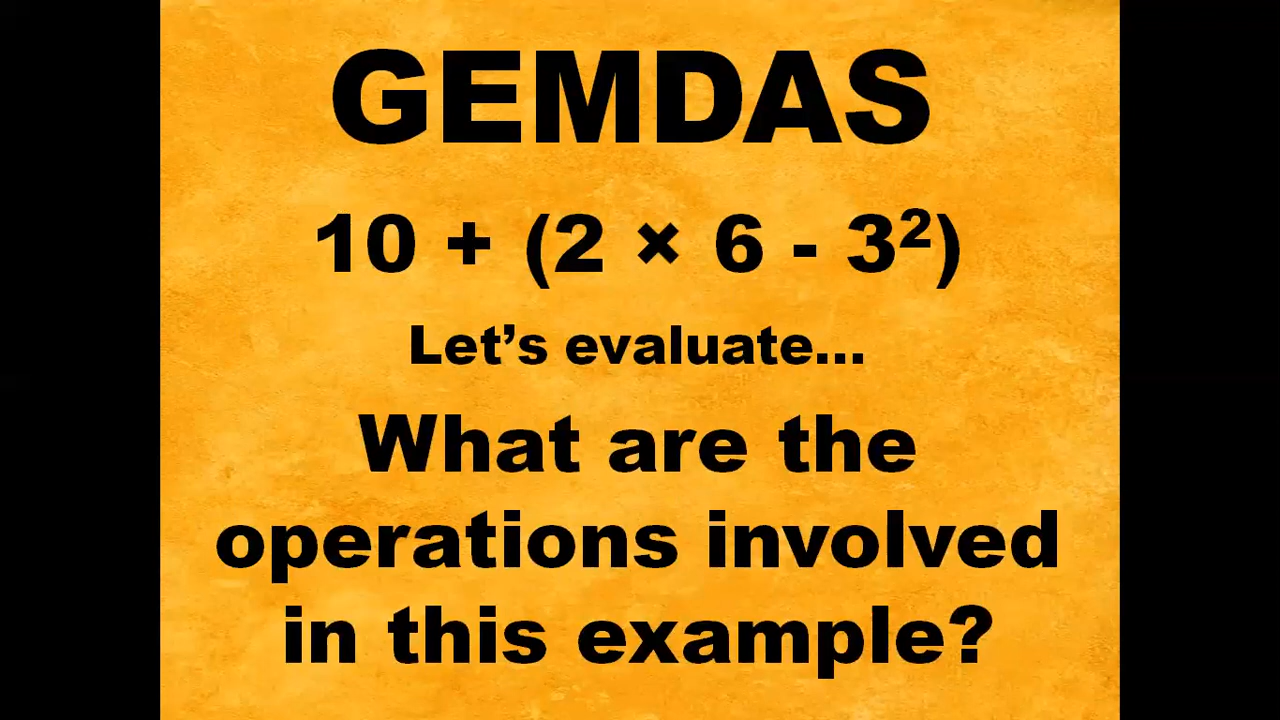 GEMDAS
10 + (2 × 6 - 3²)
Let’s evaluate...
What are the
operations involved
in this example?